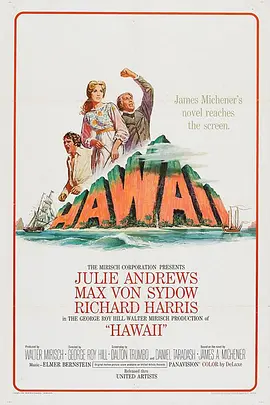 James Michener's
novel reaches
the screen.
HAWAII
THE MIRISCH CORPORATION PRESENTS
JULIE ANDREWS
MAX VON SYDOW
RICHARD HARRIS
in THE GEORGE ROY HILL-WALTER MIRISCH PRODUCTION of
"HAWAII"
WALTER MIRISCH GEORGE ROY HILL DALTON TRUMBO and DANIEL TARADASH JAMES A. MICHENER
Music: ELMER BERNSTEIN PANAVISION® COLOR by DeLuxe
Released thru
UNITED ARTISTS